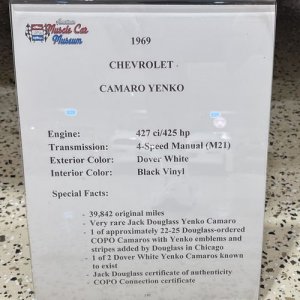 American
Muscle Car
Museum
1969
CHEVROLET
CAMARO YENKO
Engine: 427 ci/425 hp
Transmission: 4-Speed Manual (M21)
Exterior Color: Dover White
Interior Color: Black Vinyl
Special Facts:
- 39,842 original miles
- Very rare Jack Douglass Yenko Camaro
- 1 of approximately 22-25 Douglass-ordered
COPO Camaros with Yenko emblems and
stripes added by Douglass in Chicago
- 1 of 2 Dover White Yenko Camaros known
to exist
- Jack Douglass certificate of authenticity
- COPO Connection certificate